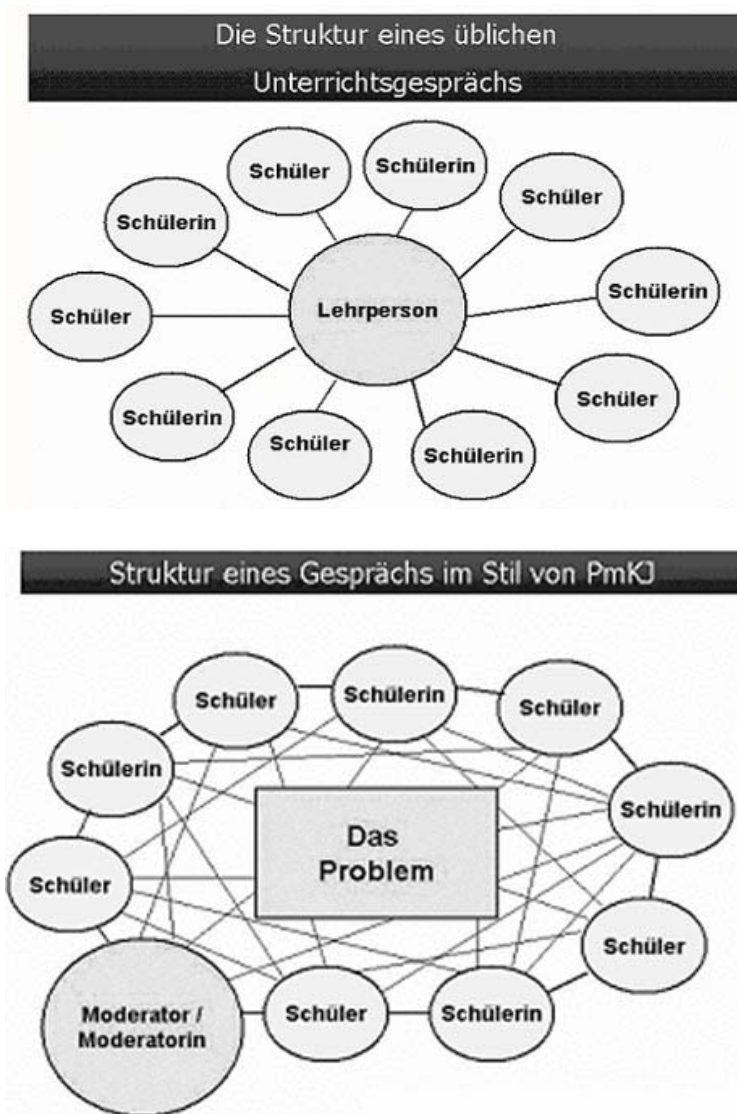 Die Struktur eines üblichen
Unterrichtsgesprächs
Schüler
Schülerin
Schülerin
Schüler
Schüler
Lehrperson
Schülerin
Schülerin
Schüler
Schüler
Schülerin
Struktur eines Gesprächs im Stil von PmKJ
Schüler
Schülerin
Schüler
Schülerin
Schülerin
Das
Problem
Schüler
Schüler
Moderator /
Moderatorin
Schüler
Schülerin